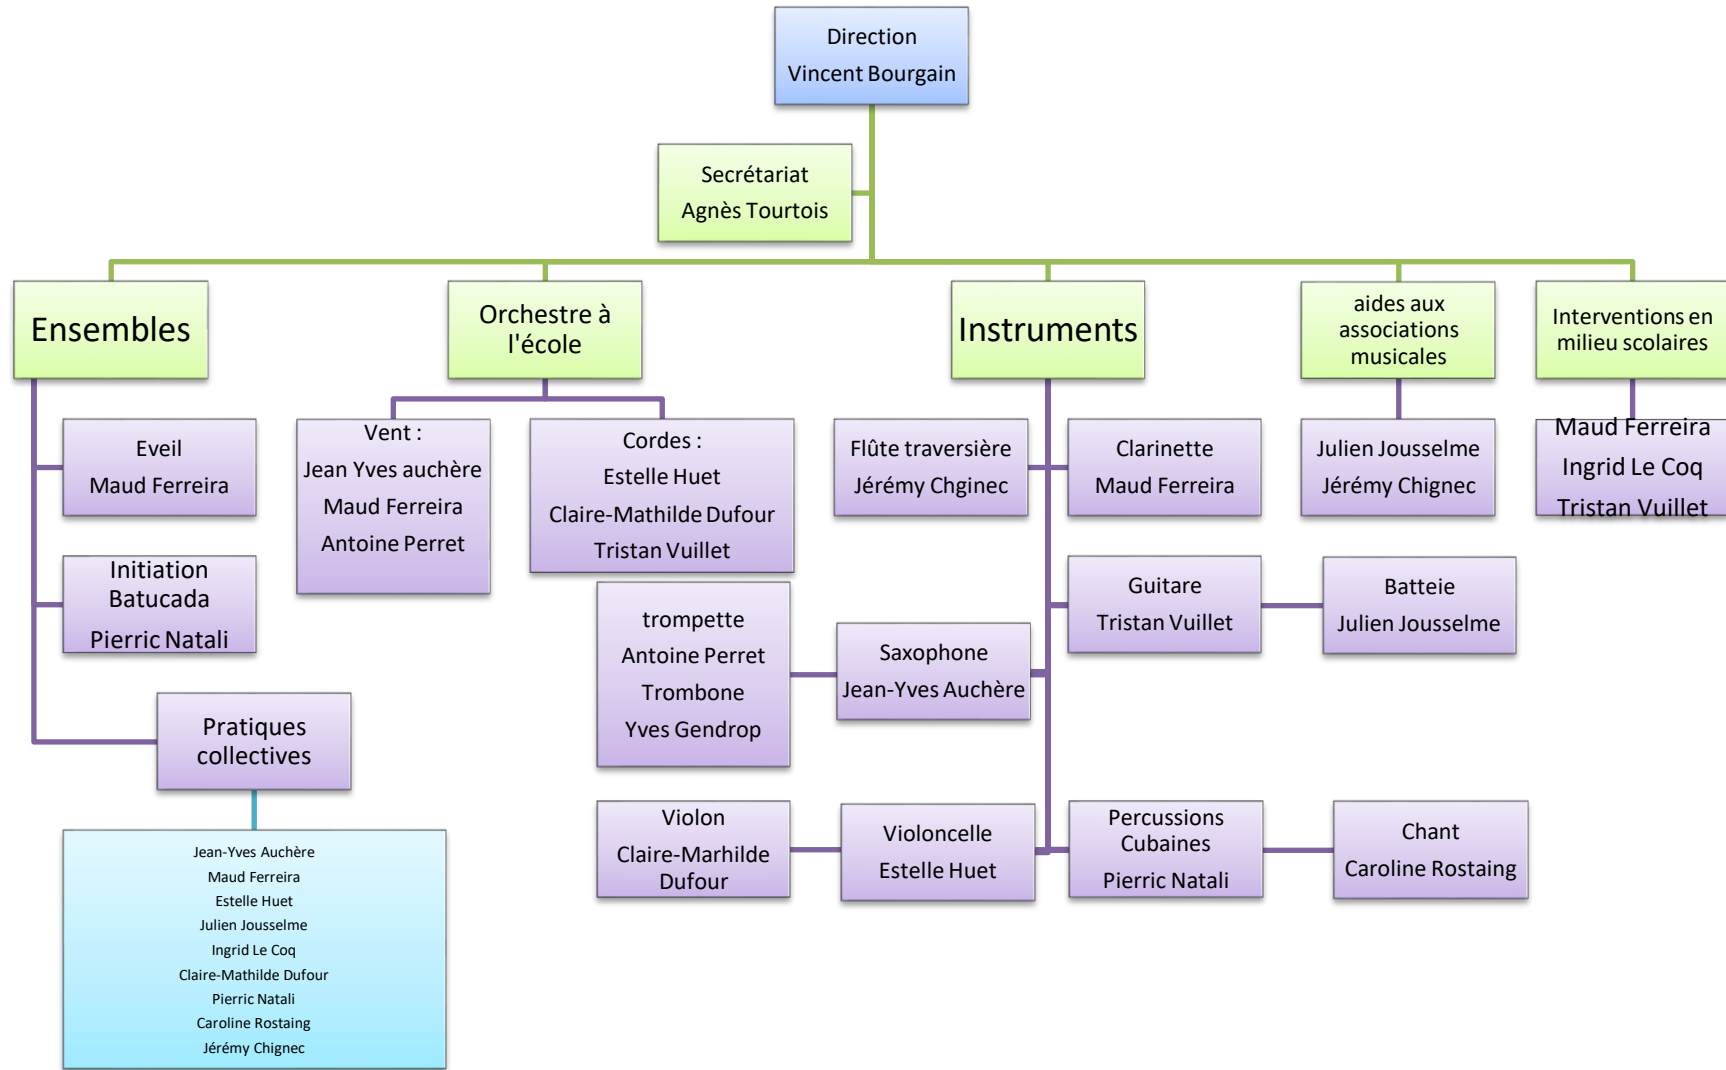 Direction
Vincent Bourgain
Secrétariat
Agnès Tourtois
Ensembles
Orchestre à
l'école
Instruments
aides aux
associations
musicales
Interventions en
milieu scolaires
Eveil
Maud Ferreira
Vent :
Jean Yves auchère
Maud Ferreira
Antoine Perret
Cordes :
Estelle Huet
Claire-Mathilde Dufour
Tristan Vuillet
Flûte traversière
Jérémy Chginec
Clarinette
Maud Ferreira
Julien Jousselme
Jérémy Chignec
Maud Ferreira
Ingrid Le Coq
Tristan Vuillet
Initiation
Batucada
Pierric Natali
trompette
Antoine Perret
Trombone
Yves Gendrop
Saxophone
Jean-Yves Auchère
Guitare
Tristan Vuillet
Batteie
Julien Jousselme
Pratiques
collectives
Violon
Claire-Marhilde
Dufour
Violoncelle
Estelle Huet
Percussions
Cubaines
Pierric Natali
Chant
Caroline Rostaing
Jean-Yves Auchère
Maud Ferreira
Estelle Huet
Julien Jousselme
Ingrid Le Coq
Claire-Mathilde Dufour
Pierric Natali
Caroline Rostaing
Jérémy Chignec